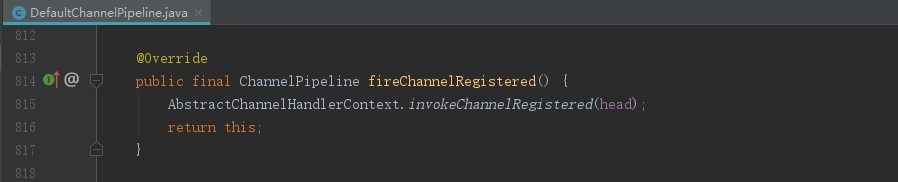 DefaultChannelPipeline.java ×
812
813 @Override
814 @ public final ChannelPipeline fireChannelRegistered() {
815 AbstractChannelHandlerContext.invokeChannelRegistered(head);
816 return this;
817 }
818